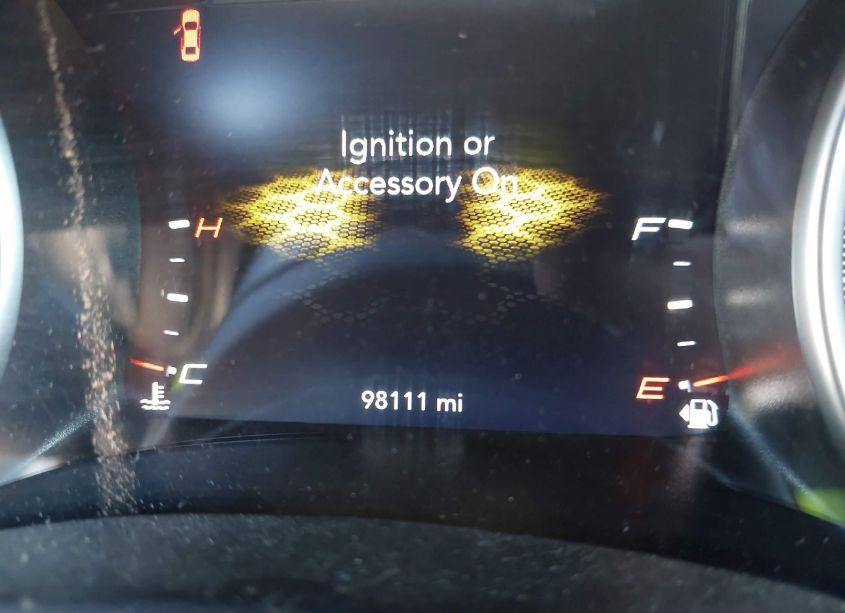 Ignition or
Accessory On
H
F
C
E
98111 mi